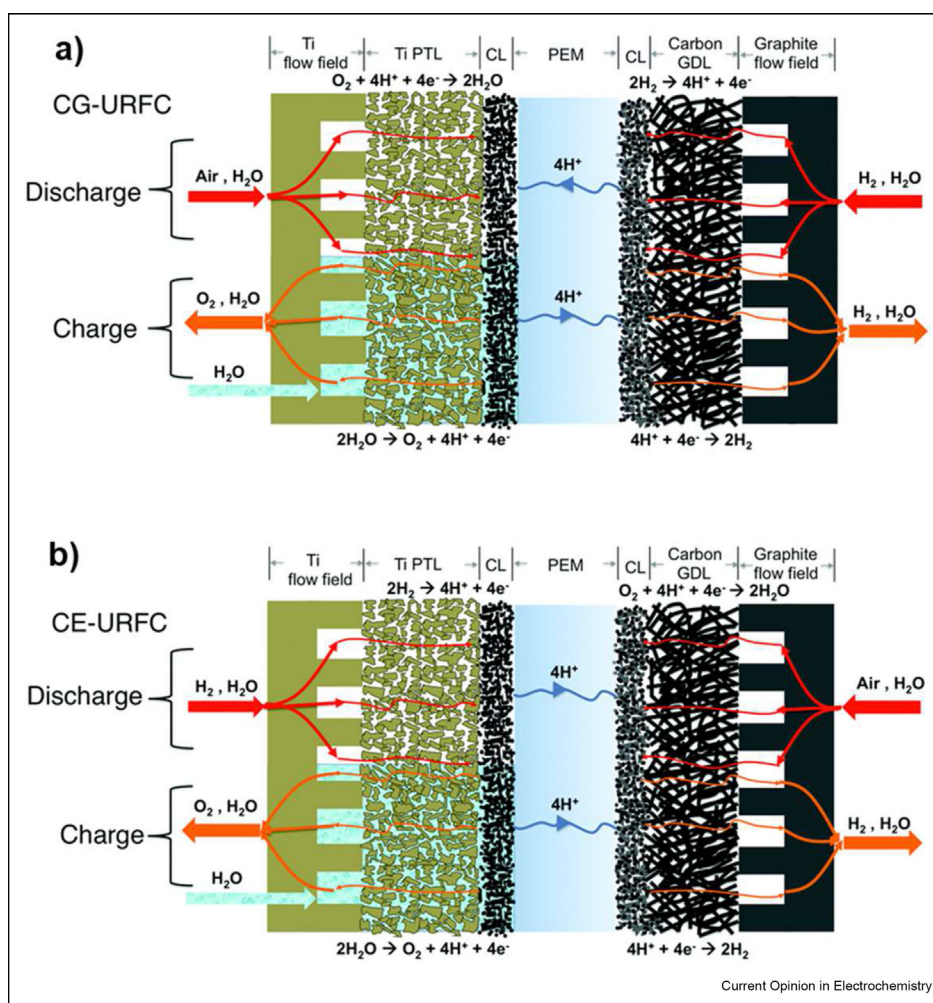 a)
Ti flow field
Ti PTL
CL
PEM
CL
Carbon GDL
Graphite flow field
O₂ + 4H⁺ + 4e⁻ → 2H₂O
2H₂ → 4H⁺ + 4e⁻
CG-URFC
Discharge
Air , H₂O
4H⁺
H₂ , H₂O
Charge
O₂ , H₂O
4H⁺
H₂ , H₂O
H₂O
2H₂O → O₂ + 4H⁺ + 4e⁻
4H⁺ + 4e⁻ → 2H₂
b)
Ti flow field
Ti PTL
CL
PEM
CL
Carbon GDL
Graphite flow field
2H₂ → 4H⁺ + 4e⁻
O₂ + 4H⁺ + 4e⁻ → 2H₂O
CE-URFC
Discharge
H₂ , H₂O
4H⁺
Air , H₂O
Charge
O₂ , H₂O
4H⁺
H₂ , H₂O
H₂O
2H₂O → O₂ + 4H⁺ + 4e⁻
4H⁺ + 4e⁻ → 2H₂
Current Opinion in Electrochemistry